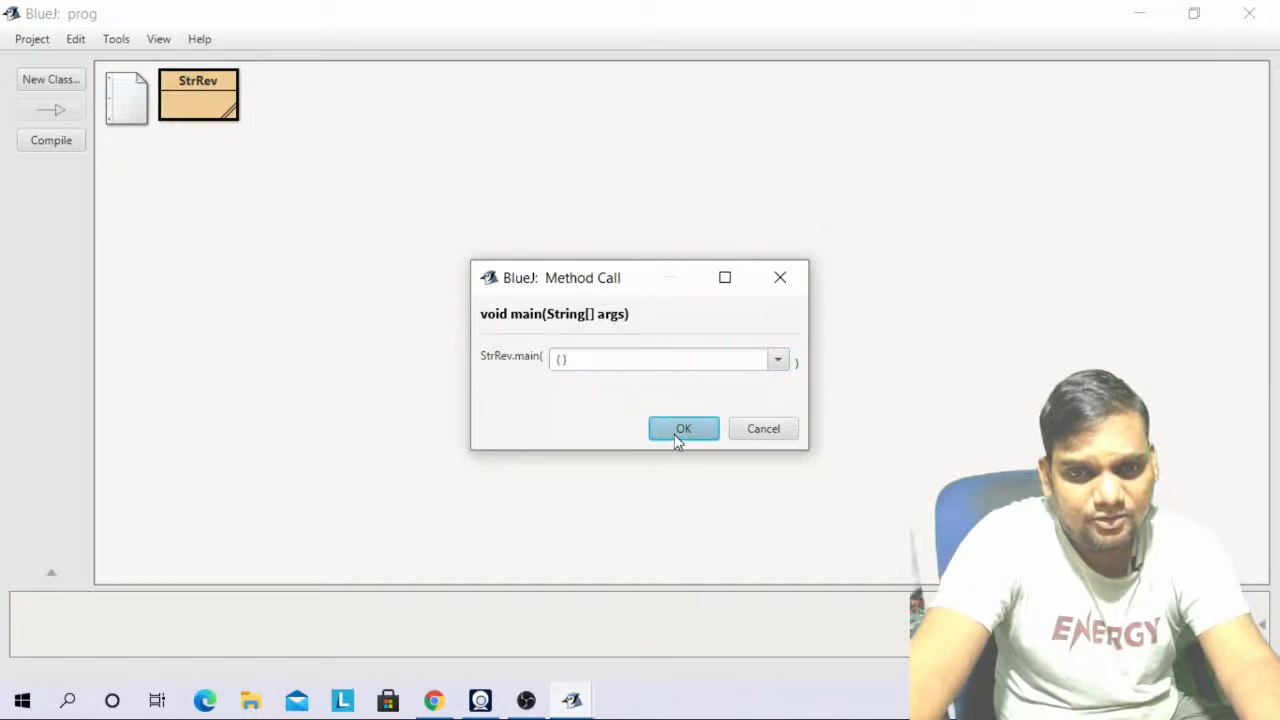 BlueJ: prog
Project Edit Tools View Help
New Class...
StrRev
Compile
BlueJ: Method Call
void main(String[] args)
StrRev.main( { } )
OK Cancel
ENERGY